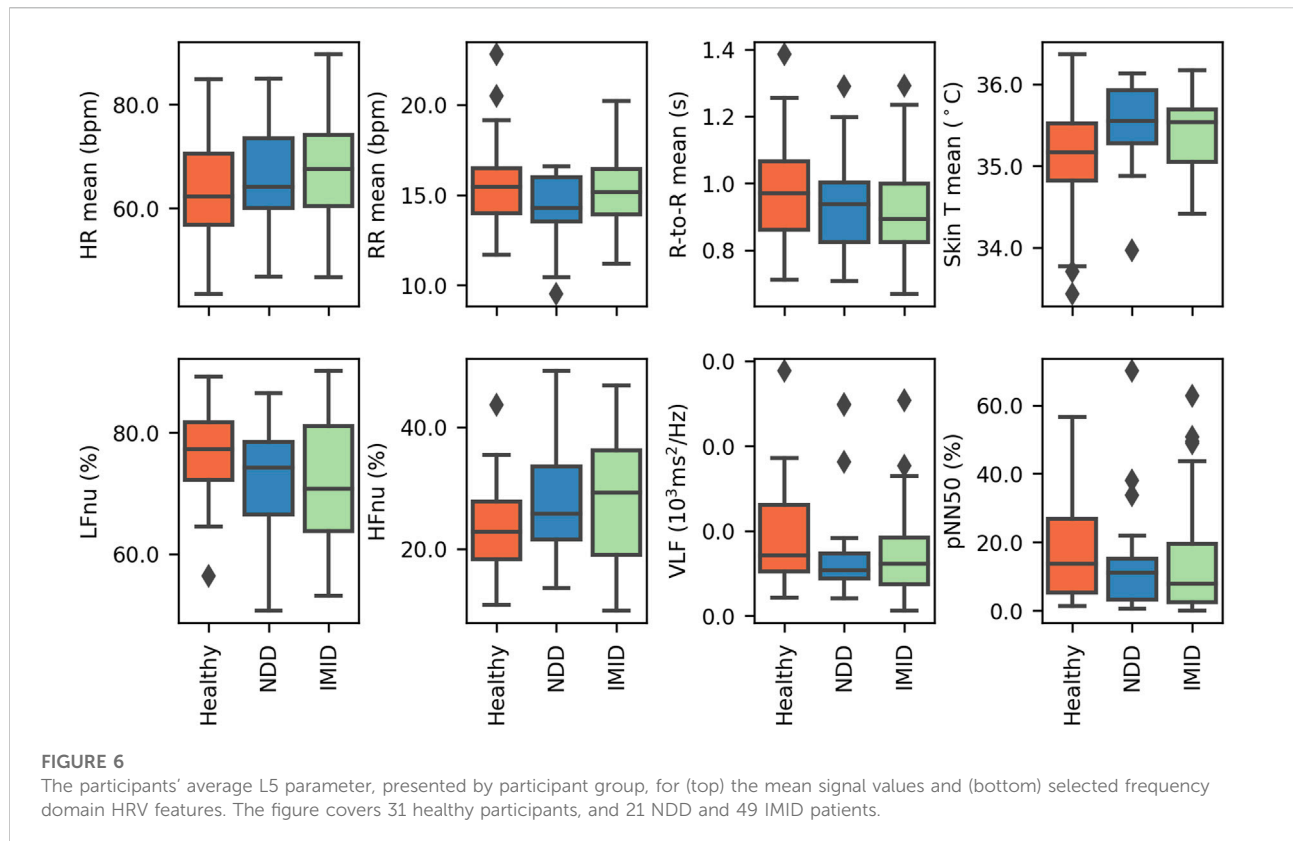 HR mean (bpm)
80.0
60.0
RR mean (bpm)
20.0
15.0
10.0
R-to-R mean (s)
1.4
1.2
1.0
0.8
Skin T mean (°C)
36.0
35.0
34.0
LFnu (%)
80.0
60.0
Healthy
NDD
IMID
HFnu (%)
40.0
20.0
Healthy
NDD
IMID
VLF (10³ms²/Hz)
0.0
0.0
0.0
0.0
Healthy
NDD
IMID
pNN50 (%)
60.0
40.0
20.0
0.0
Healthy
NDD
IMID
FIGURE 6
The participants’ average L5 parameter, presented by participant group, for (top) the mean signal values and (bottom) selected frequency
domain HRV features. The figure covers 31 healthy participants, and 21 NDD and 49 IMID patients.